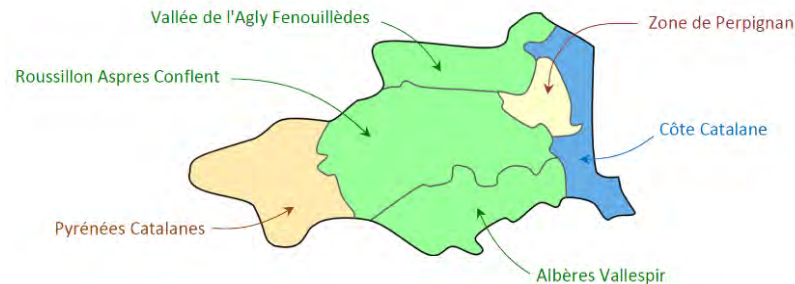 Vallée de l'Agly Fenouillèdes
Zone de Perpignan
Roussillon Aspres Conflent
Côte Catalane
Pyrénées Catalanes
Albères Vallespir